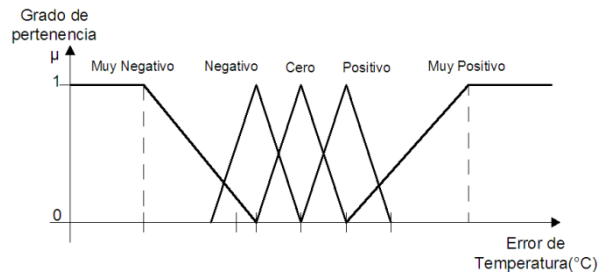 Grado de
pertenencia
μ
Muy Negativo Negativo Cero Positivo Muy Positivo
1
0
Error de
Temperatura(°C)